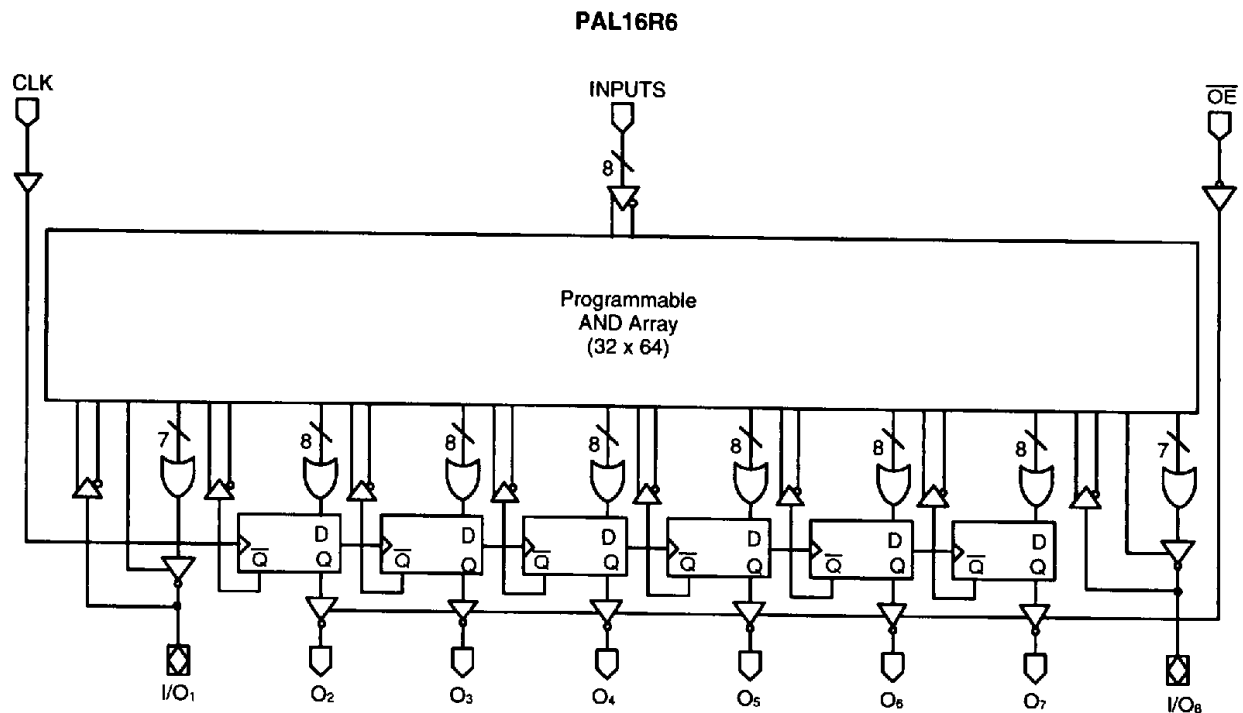 PAL16R6
CLK
INPUTS
OE
8
Programmable
AND Array
(32 x 64)
7 8 8 8 8 8 8 7
D D D D D D
Q Q Q Q Q Q Q Q Q Q Q Q
I/O1 O2 O3 O4 O5 O6 O7 I/O8